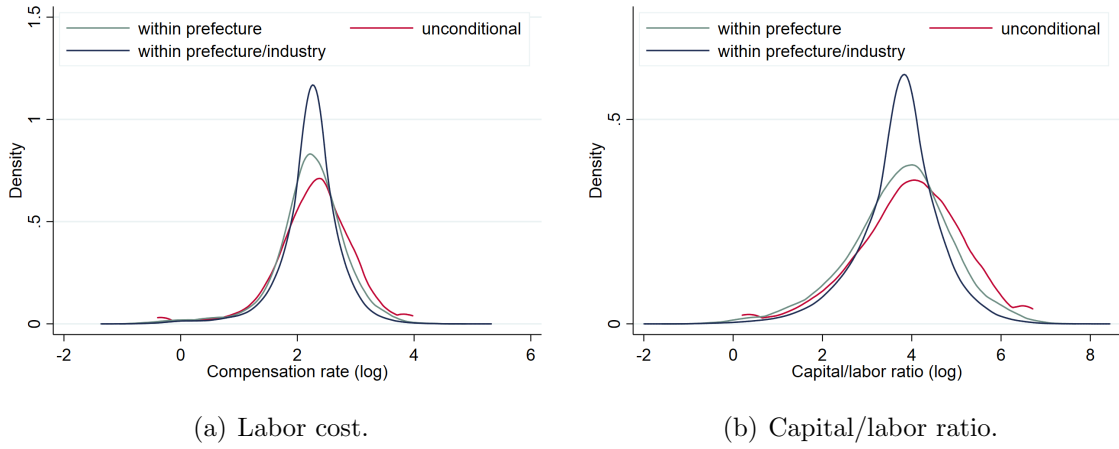 within prefecture
unconditional
within prefecture/industry
Density
0
.5
1
1.5
-2
0
2
4
6
Compensation rate (log)
(a) Labor cost.
within prefecture
unconditional
within prefecture/industry
Density
0
.5
-2
0
2
4
6
8
Capital/labor ratio (log)
(b) Capital/labor ratio.